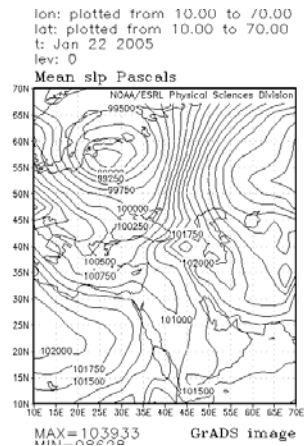 lon: plotted from 10.00 to 70.00
lat: plotted from 10.00 to 70.00
t: Jan 22 2005
lev: 0
Mean slp Pascals
NOAA/ESRL Physical Sciences Division
70N
99500
65N
60N
55N
99250
99750
50N
100000
45N
100250
101750
40N
100500
102000
35N
100750
30N
25N
101000
20N
102000
101750
15N
101500
101500
10N
10E 15E 20E 25E 30E 35E 40E 45E 50E 55E 60E 65E 70E
MAX=103933
GrADS image
MIN=98628